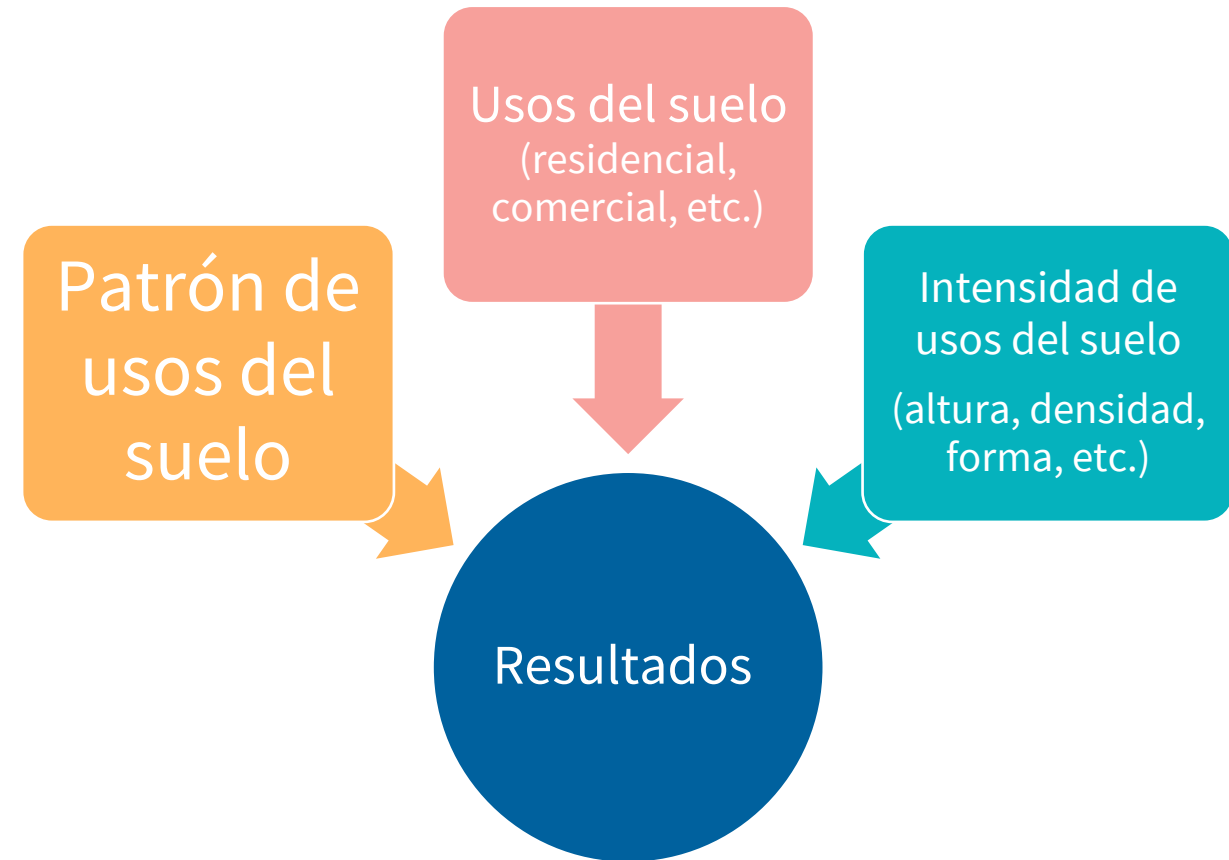 Usos del suelo
(residencial,
comercial, etc.)
Patrón de
usos del
suelo
Intensidad de
usos del suelo
(altura, densidad,
forma, etc.)
Resultados